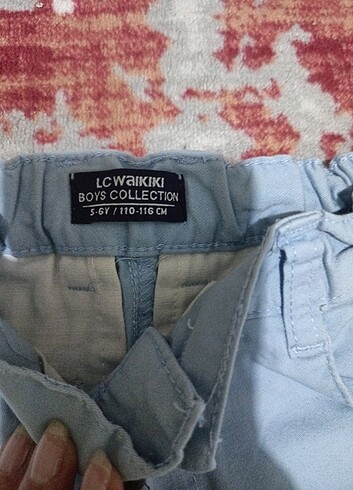 LC WAIKIKI
BOYS COLLECTION
5-6Y / 110-116 CM